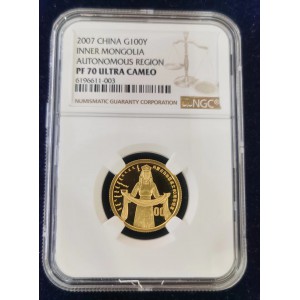 2007 CHINA G100Y
INNER MONGOLIA
AUTONOMOUS REGION
PF 70 ULTRA CAMEO
6196611-003
NUMISMATIC GUARANTY CORPORATION
NGC